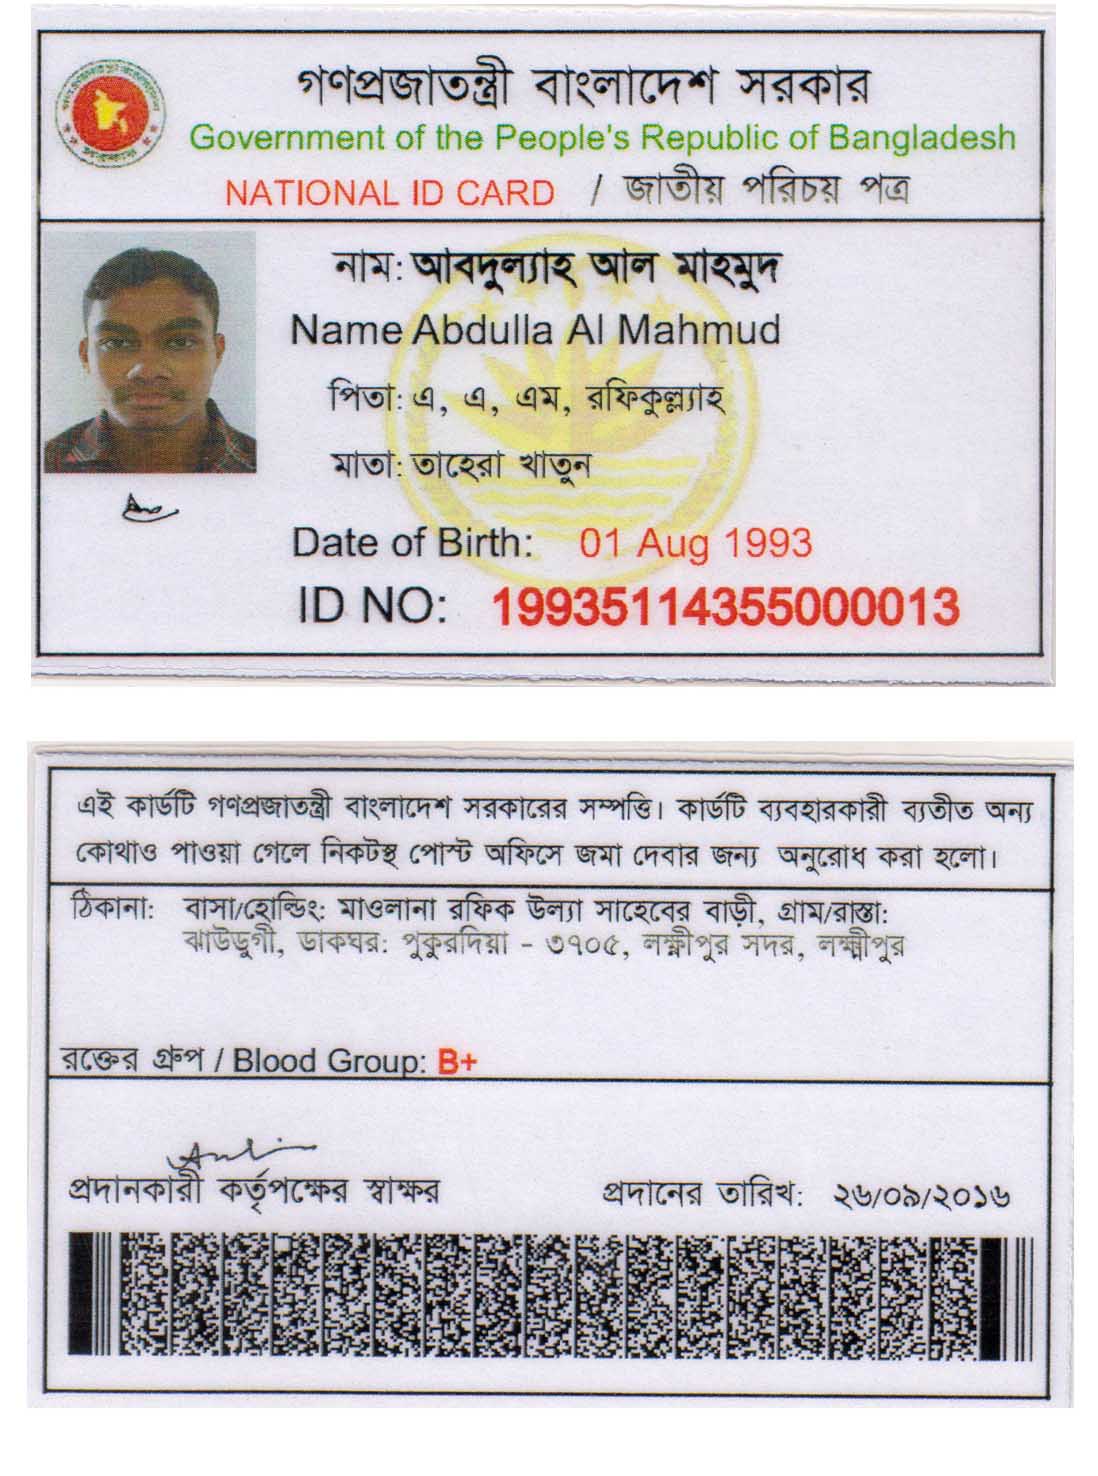 গণপ্রজাতন্ত্রী বাংলাদেশ সরকার
Government of the People's Republic of Bangladesh
NATIONAL ID CARD / জাতীয় পরিচয় পত্র
নাম: আবদুল্যাহ আল মাহমুদ
Name Abdulla Al Mahmud
পিতা: এ, এ, এম, রফিকুল্ল্যাহ
মাতা: তাহেরা খাতুন
Date of Birth: 01 Aug 1993
ID NO: 19935114355000013
এই কার্ডটি গণপ্রজাতন্ত্রী বাংলাদেশ সরকারের সম্পত্তি। কার্ডটি ব্যবহারকারী ব্যতীত অন্য
কোথাও পাওয়া গেলে নিকটস্থ পোস্ট অফিসে জমা দেবার জন্য অনুরোধ করা হলো।
ঠিকানা: বাসা/হোল্ডিং: মাওলানা রফিক উল্যা সাহেবের বাড়ী, গ্রাম/রাস্তা:
ঝাউডুগী, ডাকঘর: পুকুরদিয়া - ৩৭০৫, লক্ষ্মীপুর সদর, লক্ষ্মীপুর
রক্তের গ্রুপ / Blood Group: B+
প্রদানকারী কর্তৃপক্ষের স্বাক্ষর প্রদানের তারিখ: ২৬/০৯/২০১৬